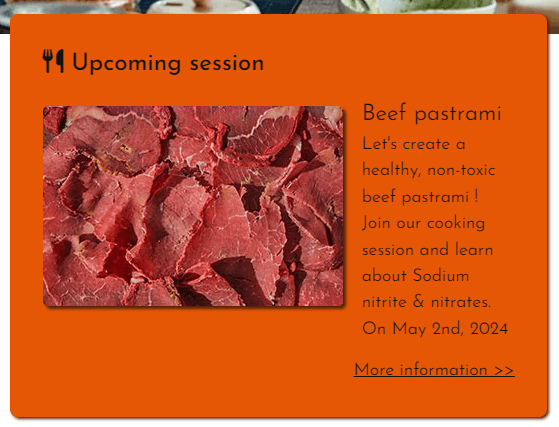 Upcoming session
Beef pastrami
Let's create a
healthy, non-toxic
beef pastrami !
Join our cooking
session and learn
about Sodium
nitrite & nitrates.
On May 2nd, 2024
More information >>